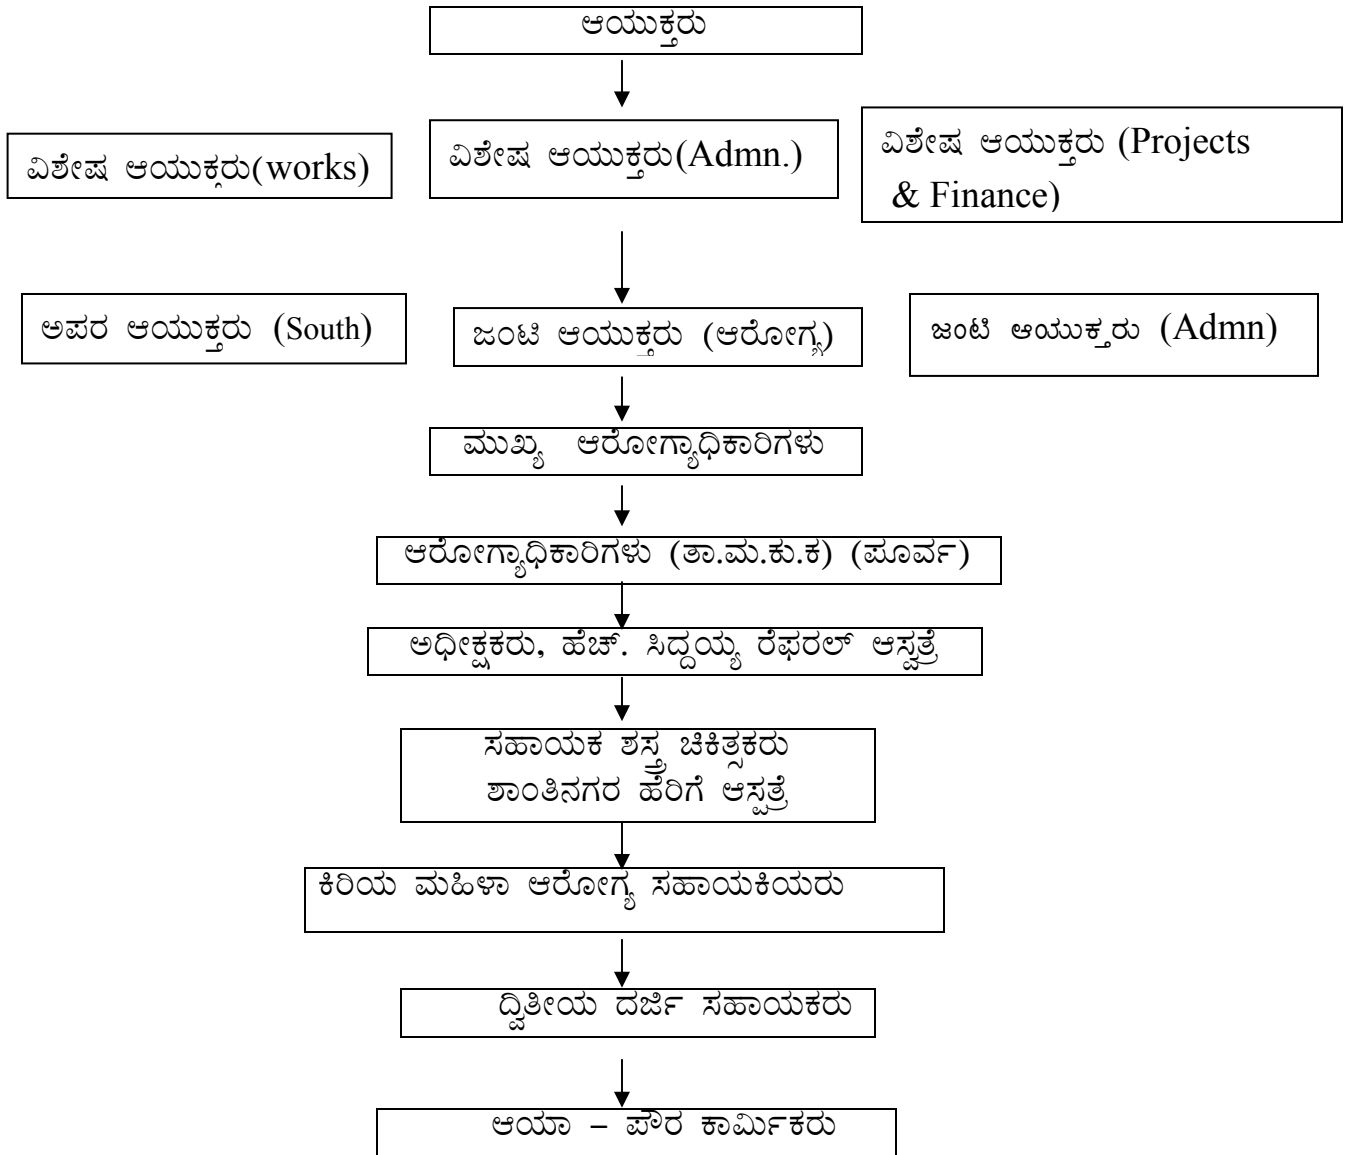 ಆಯುಕ್ತರು
ವಿಶೇಷ ಆಯುಕ್ತರು(works)
ವಿಶೇಷ ಆಯುಕ್ತರು(Admn.)
ವಿಶೇಷ ಆಯುಕ್ತರು (Projects
& Finance)
ಅಪರ ಆಯುಕ್ತರು (South)
ಜಂಟಿ ಆಯುಕ್ತರು (ಆರೋಗ್ಯ)
ಜಂಟಿ ಆಯುಕ್ತರು (Admn)
ಮುಖ್ಯ ಆರೋಗ್ಯಾಧಿಕಾರಿಗಳು
ಆರೋಗ್ಯಾಧಿಕಾರಿಗಳು (ತಾ.ಮ.ಕು.ಕ) (ಪೂರ್ವ)
ಅಧೀಕ್ಷಕರು, ಹೆಚ್. ಸಿದ್ದಯ್ಯ ರೆಫರಲ್ ಆಸ್ಪತ್ರೆ
ಸಹಾಯಕ ಶಸ್ತ್ರ ಚಿಕಿತ್ಸಕರು
ಶಾಂತಿನಗರ ಹೆರಿಗೆ ಆಸ್ಪತ್ರೆ
ಕಿರಿಯ ಮಹಿಳಾ ಆರೋಗ್ಯ ಸಹಾಯಕಿಯರು
ದ್ವಿತೀಯ ದರ್ಜೆ ಸಹಾಯಕರು
ಆಯಾ – ಪೌರ ಕಾರ್ಮಿಕರು